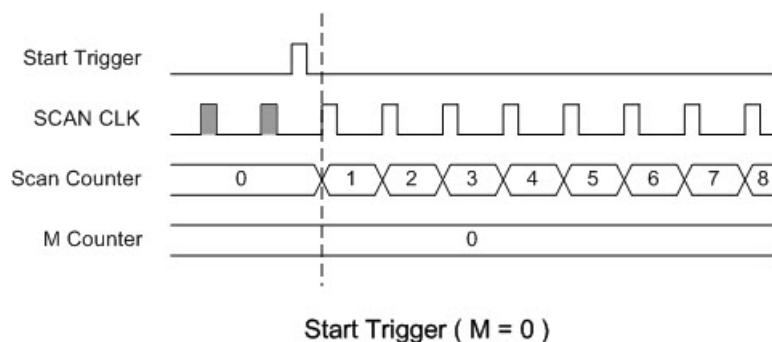 Start Trigger
SCAN CLK
Scan Counter 0 1 2 3 4 5 6 7 8
M Counter 0
Start Trigger ( M = 0 )